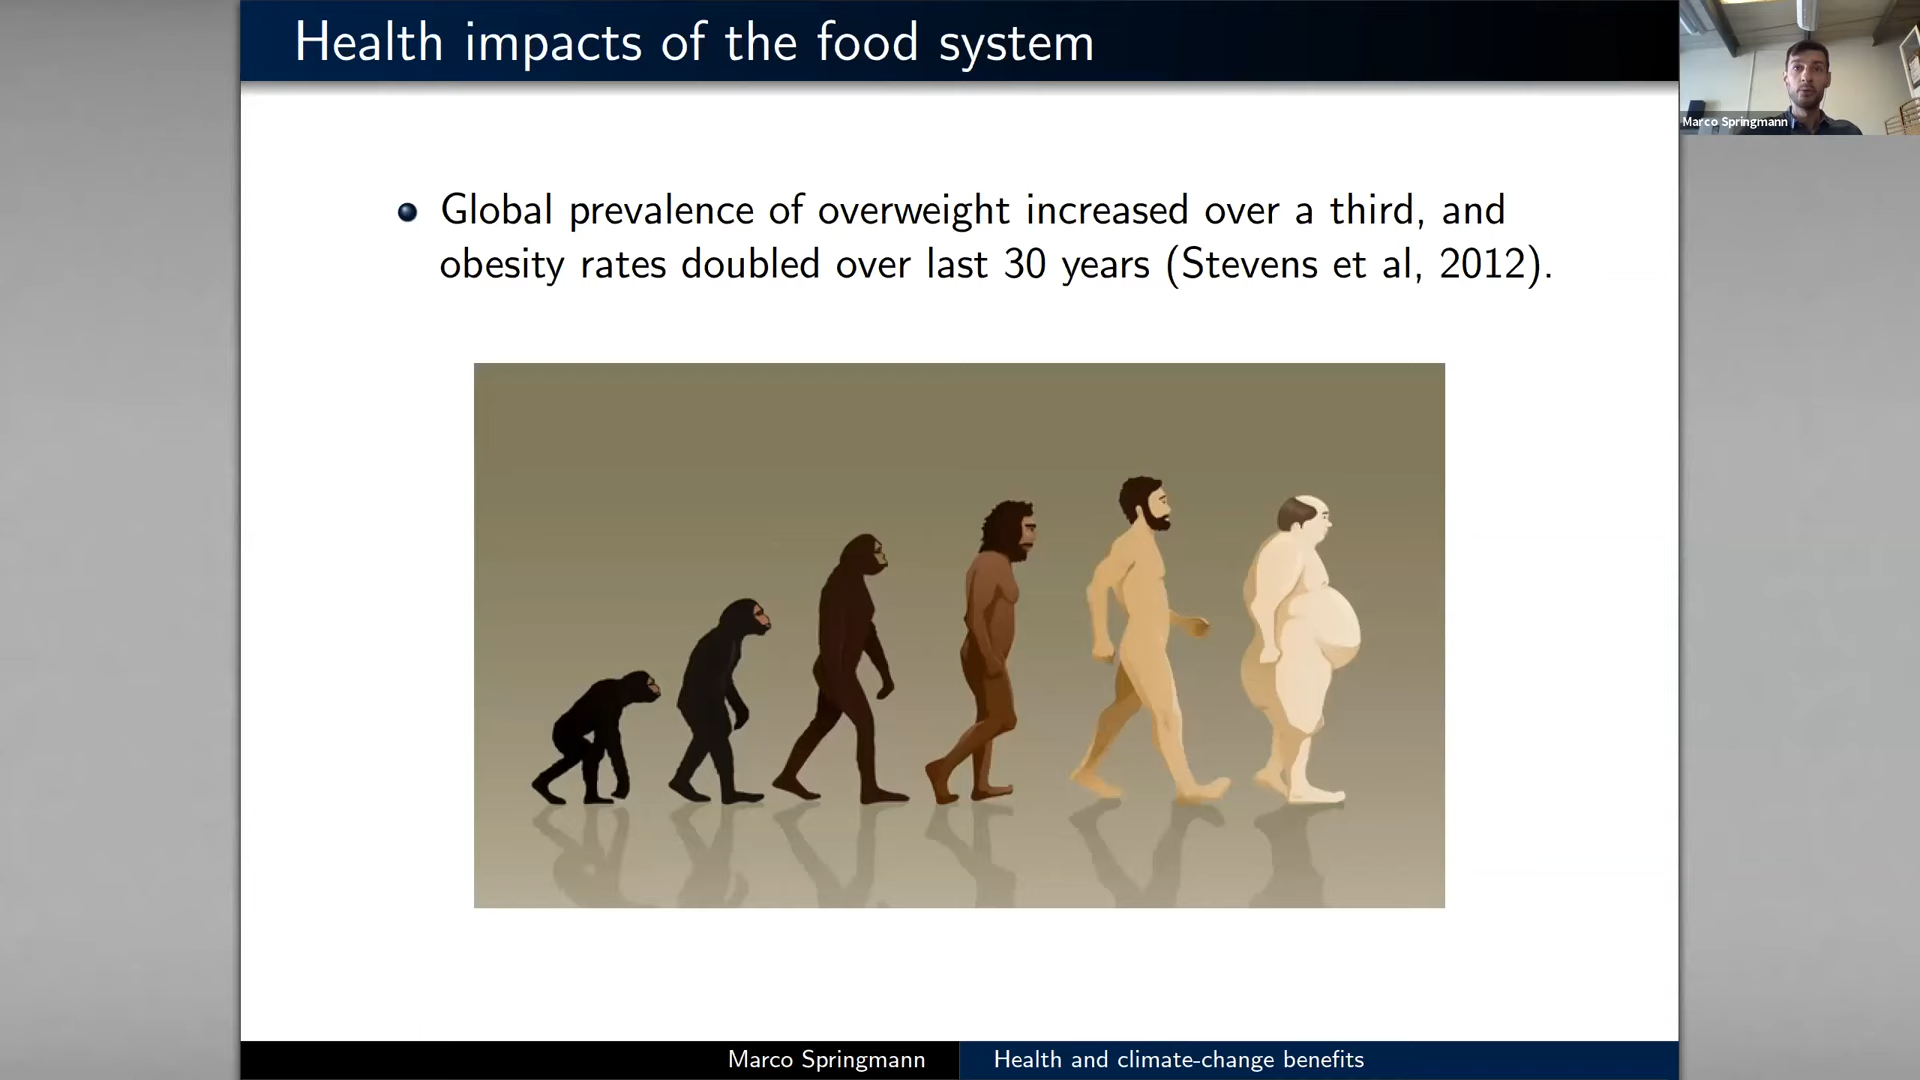 Health impacts of the food system
Marco Springmann
Global prevalence of overweight increased over a third, and
obesity rates doubled over last 30 years (Stevens et al, 2012).
Marco Springmann
Health and climate-change benefits